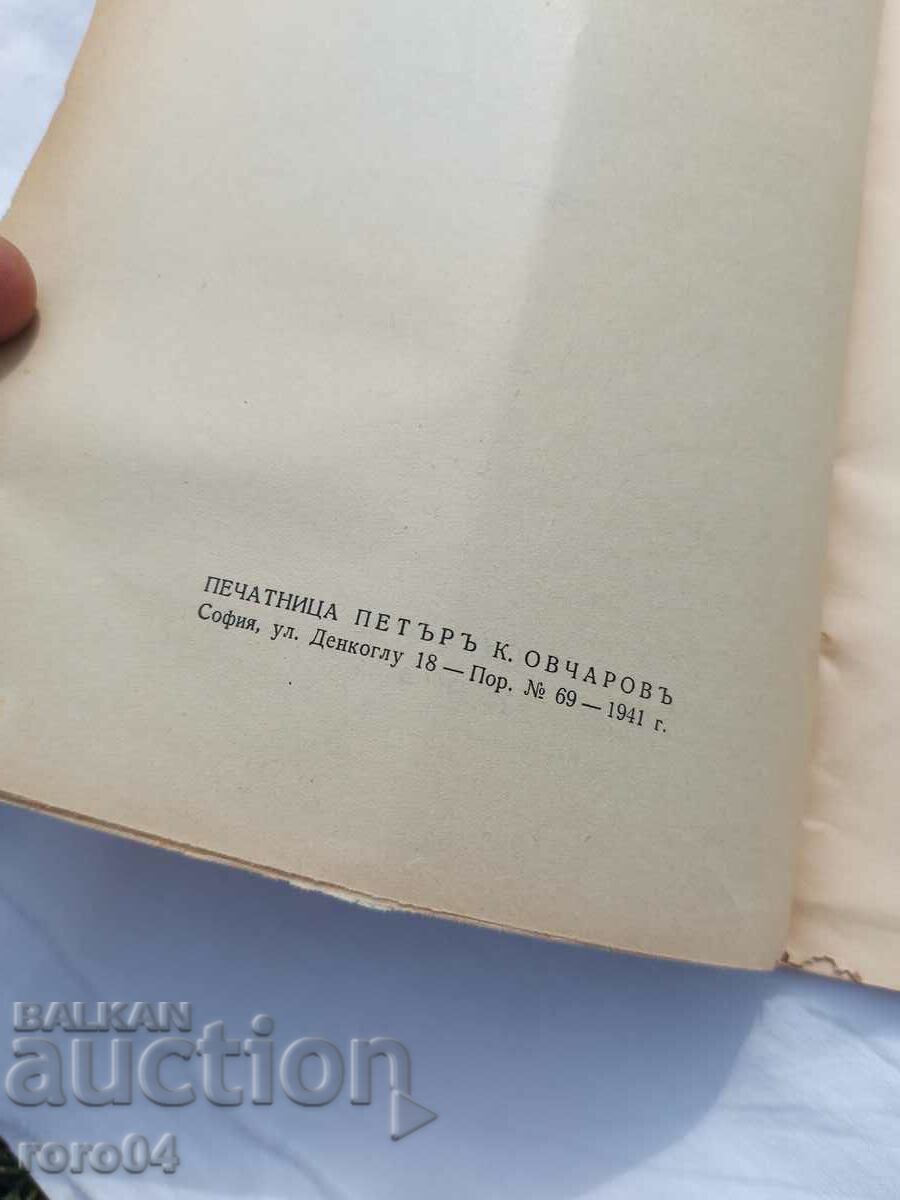 ПЕЧАТНИЦА ПЕТЪРЪ К. ОВЧАРОВЪ
София, ул. Денкоглу 18 — Пор. № 69 — 1941 г.
BALKAN
auction
roro04